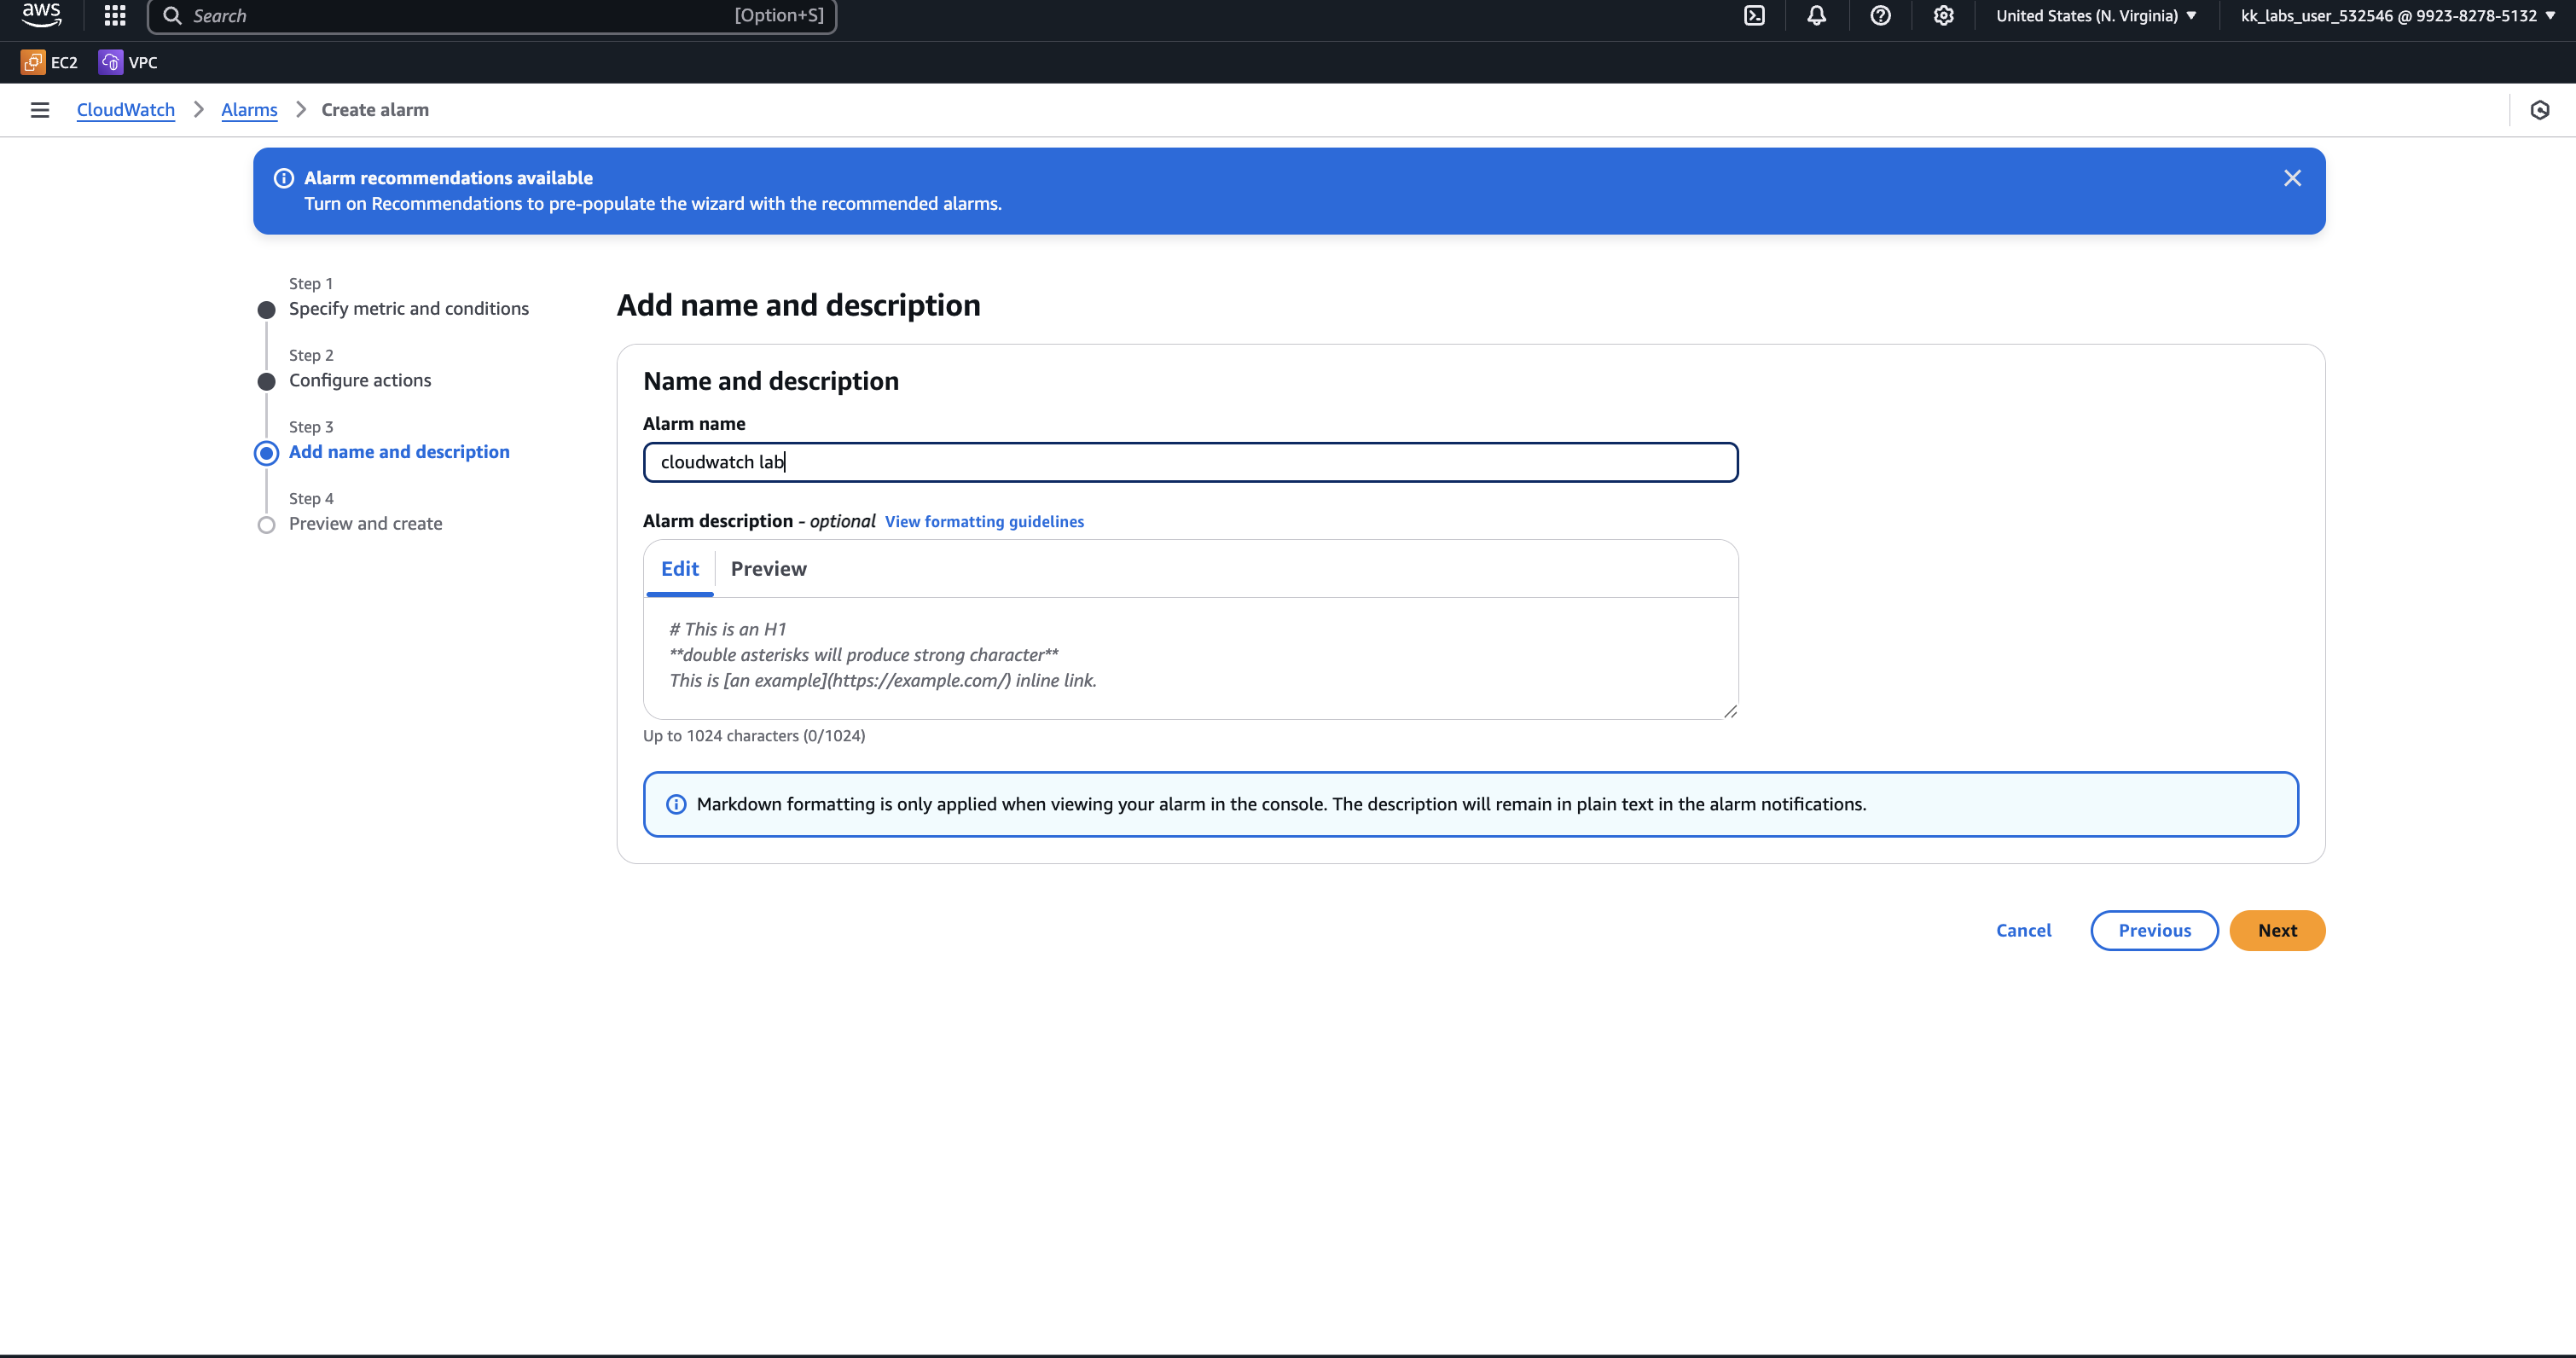 aws
Search
[Option+S]
United States (N. Virginia)
kk_labs_user_532546 @ 9923-8278-5132
EC2
VPC
CloudWatch
Alarms
Create alarm
Alarm recommendations available
Turn on Recommendations to pre-populate the wizard with the recommended alarms.
Step 1
Specify metric and conditions
Step 2
Configure actions
Step 3
Add name and description
Step 4
Preview and create
Add name and description
Name and description
Alarm name
cloudwatch lab
Alarm description - optional View formatting guidelines
Edit
Preview
# This is an H1
**double asterisks will produce strong character**
This is [an example](https://example.com/) inline link.
Up to 1024 characters (0/1024)
Markdown formatting is only applied when viewing your alarm in the console. The description will remain in plain text in the alarm notifications.
Cancel
Previous
Next